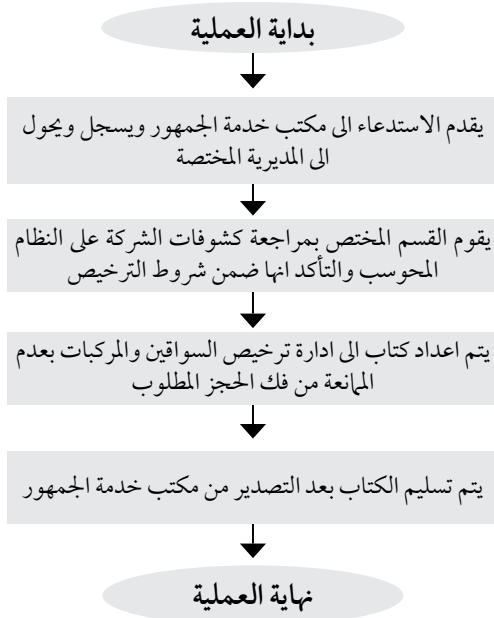 بداية العملية
يقدم الاستدعاء الى مكتب خدمة الجمهور ويسجل ويحول
الى المديرية المختصة
يقوم القسم المختص بمراجعة كشوفات الشركة على النظام
المحوسب والتأكد انها ضمن شروط الترخيص
يتم اعداد كتاب الى ادارة ترخيص السواقين والمركبات بعدم
الممانعة من فك الحجز المطلوب
يتم تسليم الكتاب بعد التصدير من مكتب خدمة الجمهور
نهاية العملية